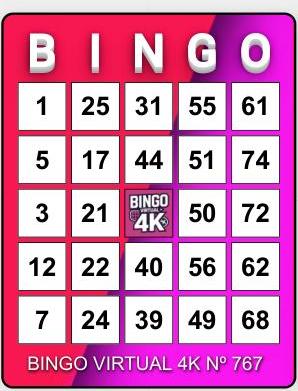 B I N G O
1 25 31 55 61
5 17 44 51 74
3 21 BINGO VIRTUAL 4K 50 72
12 22 40 56 62
7 24 39 49 68
BINGO VIRTUAL 4K Nº 767